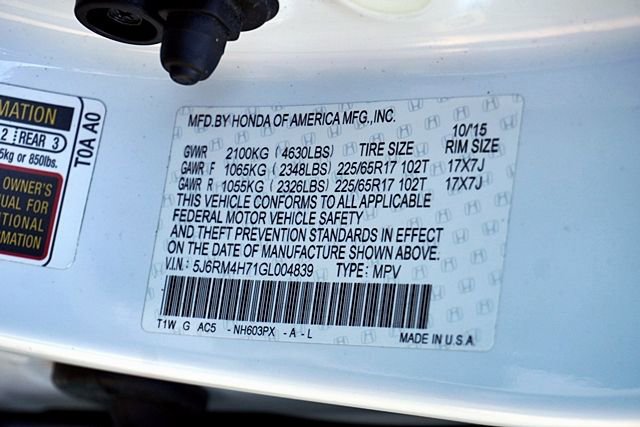 MATION
2 REAR 3
5kg or 850lbs.
OWNER'S
UAL FOR
ITIONAL
RMATION
T0A A0
MFD.BY HONDA OF AMERICA MFG.,INC.
10/15
GVWR 2100KG (4630LBS) TIRE SIZE RIM SIZE
GAWR F 1065KG (2348LBS) 225/65R17 102T 17X7J
GAWR R 1055KG (2326LBS) 225/65R17 102T 17X7J
THIS VEHICLE CONFORMS TO ALL APPLICABLE
FEDERAL MOTOR VEHICLE SAFETY
AND THEFT PREVENTION STANDARDS IN EFFECT
ON THE DATE OF MANUFACTURE SHOWN ABOVE.
V.I.N.: 5J6RM4H71GL004839 TYPE: MPV
T1W G AC5 -NH603PX -A-L
MADE IN U.S.A.